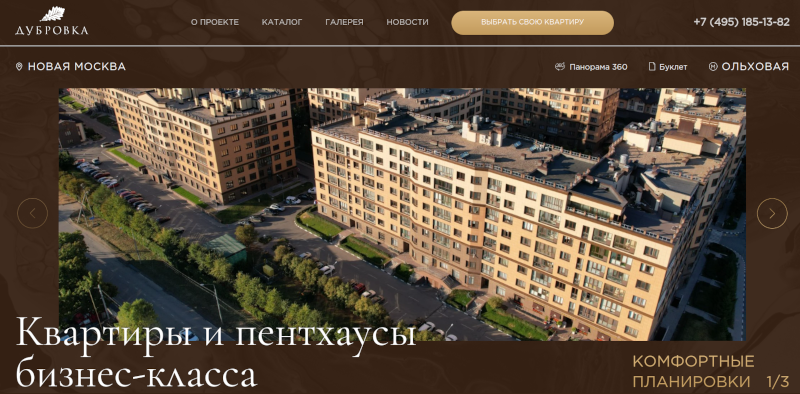 ДУБРОВКА
О ПРОЕКТЕ КАТАЛОГ ГАЛЕРЕЯ НОВОСТИ ВЫБРАТЬ СВОЮ КВАРТИРУ +7 (495) 185-13-82
НОВАЯ МОСКВА Панорама 360 Буклет М ОЛЬХОВАЯ
Квартиры и пентхаусы
бизнес-класса
КОМФОРТНЫЕ
ПЛАНИРОВКИ 1/3